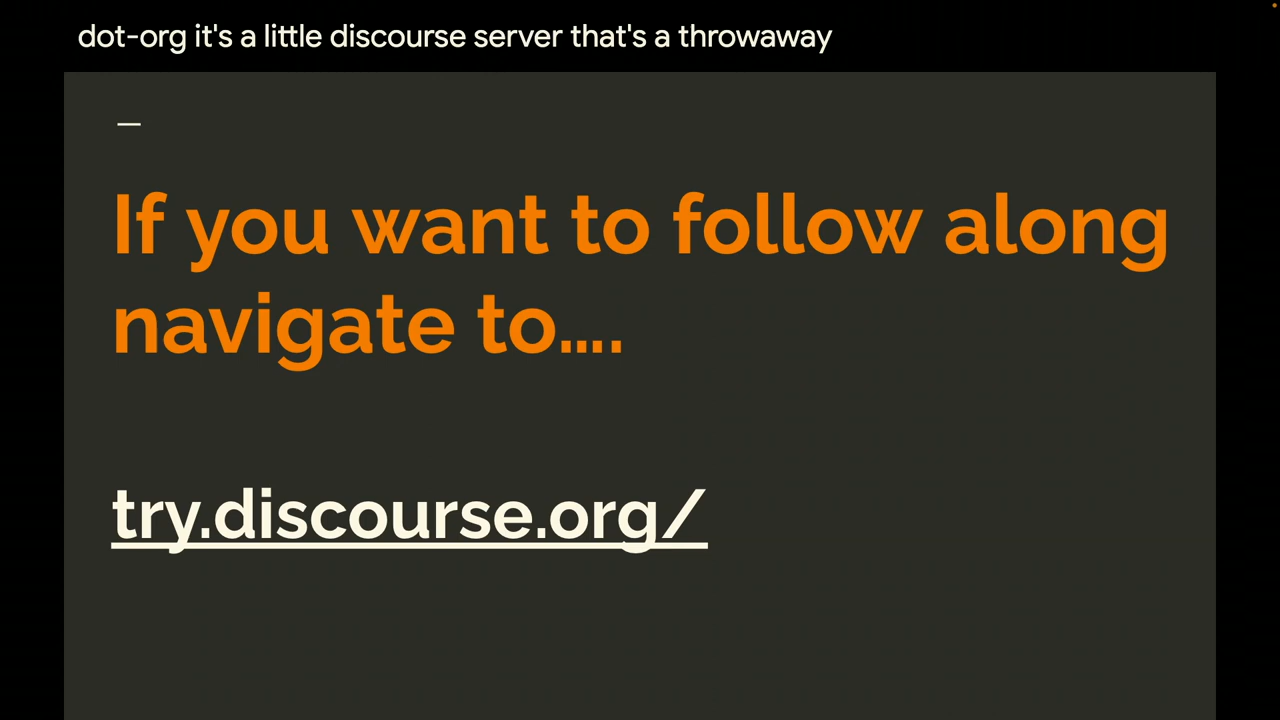 dot-org it's a little discourse server that's a throwaway
If you want to follow along
navigate to….
try.discourse.org/